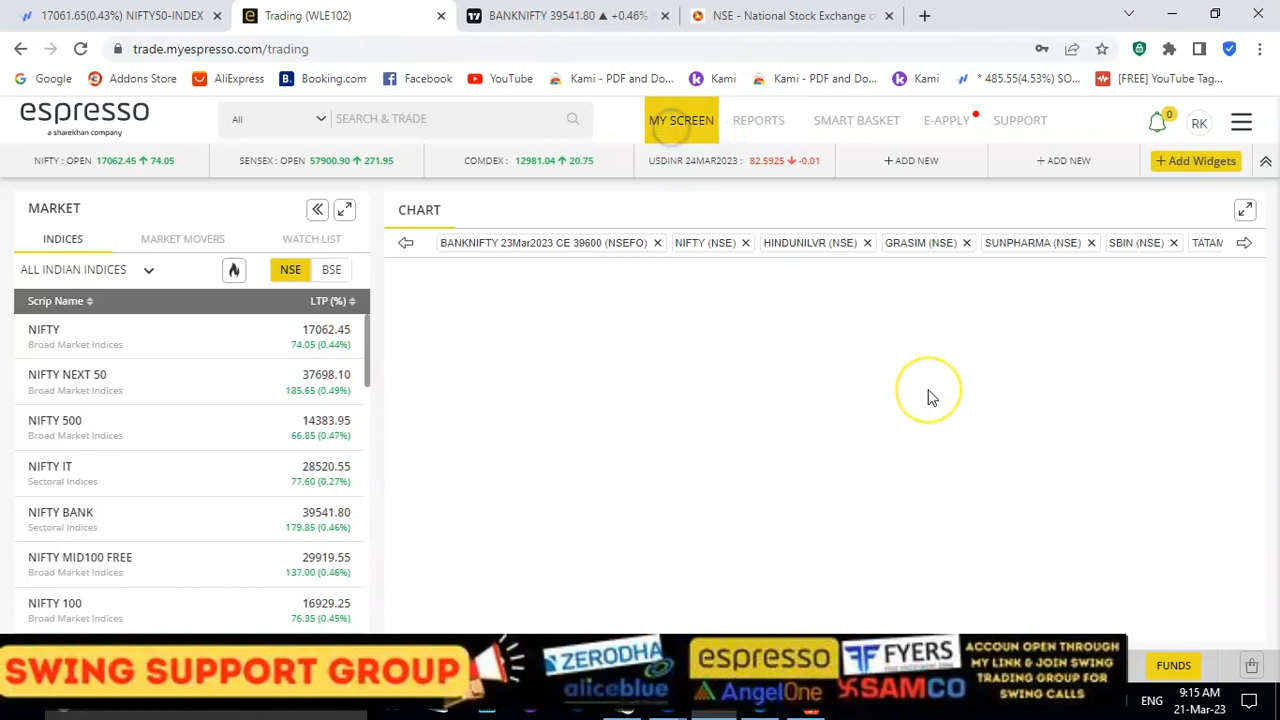 17061.65(0.43%) NIFTY50-INDEX
Trading (WLE102)
BANKNIFTY 39541.80 ▲ +0.46%
NSE - National Stock Exchange of
trade.myespresso.com/trading
Google
Addons Store
AliExpress
Booking.com
Facebook
YouTube
Kami - PDF and Do...
Kami
Kami - PDF and Do...
Kami
* 485.55(4.53%) SO...
[FREE] YouTube Tag...
espresso
a sharekhan company
All
SEARCH & TRADE
MY SCREEN
REPORTS
SMART BASKET
E-APPLY
SUPPORT
0
RK
NIFTY : OPEN 17062.45 ↑ 74.05
SENSEX : OPEN 57900.90 ↑ 271.95
COMDEX : 12981.04 ↑ 20.75
USDINR 24MAR2023 : 82.5925 ↓ -0.01
+ ADD NEW
+ ADD NEW
+ Add Widgets
MARKET
CHART
INDICES
MARKET MOVERS
WATCH LIST
BANKNIFTY 23Mar2023 CE 39600 (NSEFO) ×
NIFTY (NSE) ×
HINDUNILVR (NSE) ×
GRASIM (NSE) ×
SUNPHARMA (NSE) ×
SBIN (NSE) ×
TATAM
ALL INDIAN INDICES
NSE
BSE
Scrip Name
LTP (%)
NIFTY 17062.45
Broad Market Indices 74.05 (0.44%)
NIFTY NEXT 50 37698.10
Broad Market Indices 185.65 (0.49%)
NIFTY 500 14383.95
Broad Market Indices 66.85 (0.47%)
NIFTY IT 28520.55
Sectoral Indices 77.60 (0.27%)
NIFTY BANK 39541.80
Sectoral Indices 179.85 (0.46%)
NIFTY MID100 FREE 29919.55
Broad Market Indices 137.00 (0.46%)
NIFTY 100 16929.25
Broad Market Indices 76.35 (0.45%)
SWING SUPPORT GROUP
ZERODHA
aliceblue
espresso
AngelOne
FYERS
SAMCO
ACCOUN OPEN THROUGH
MY LINK & JOIN SWING
TRADING GROUP FOR
SWING CALLS
FUNDS
ENG
9:15 AM
21-Mar-23